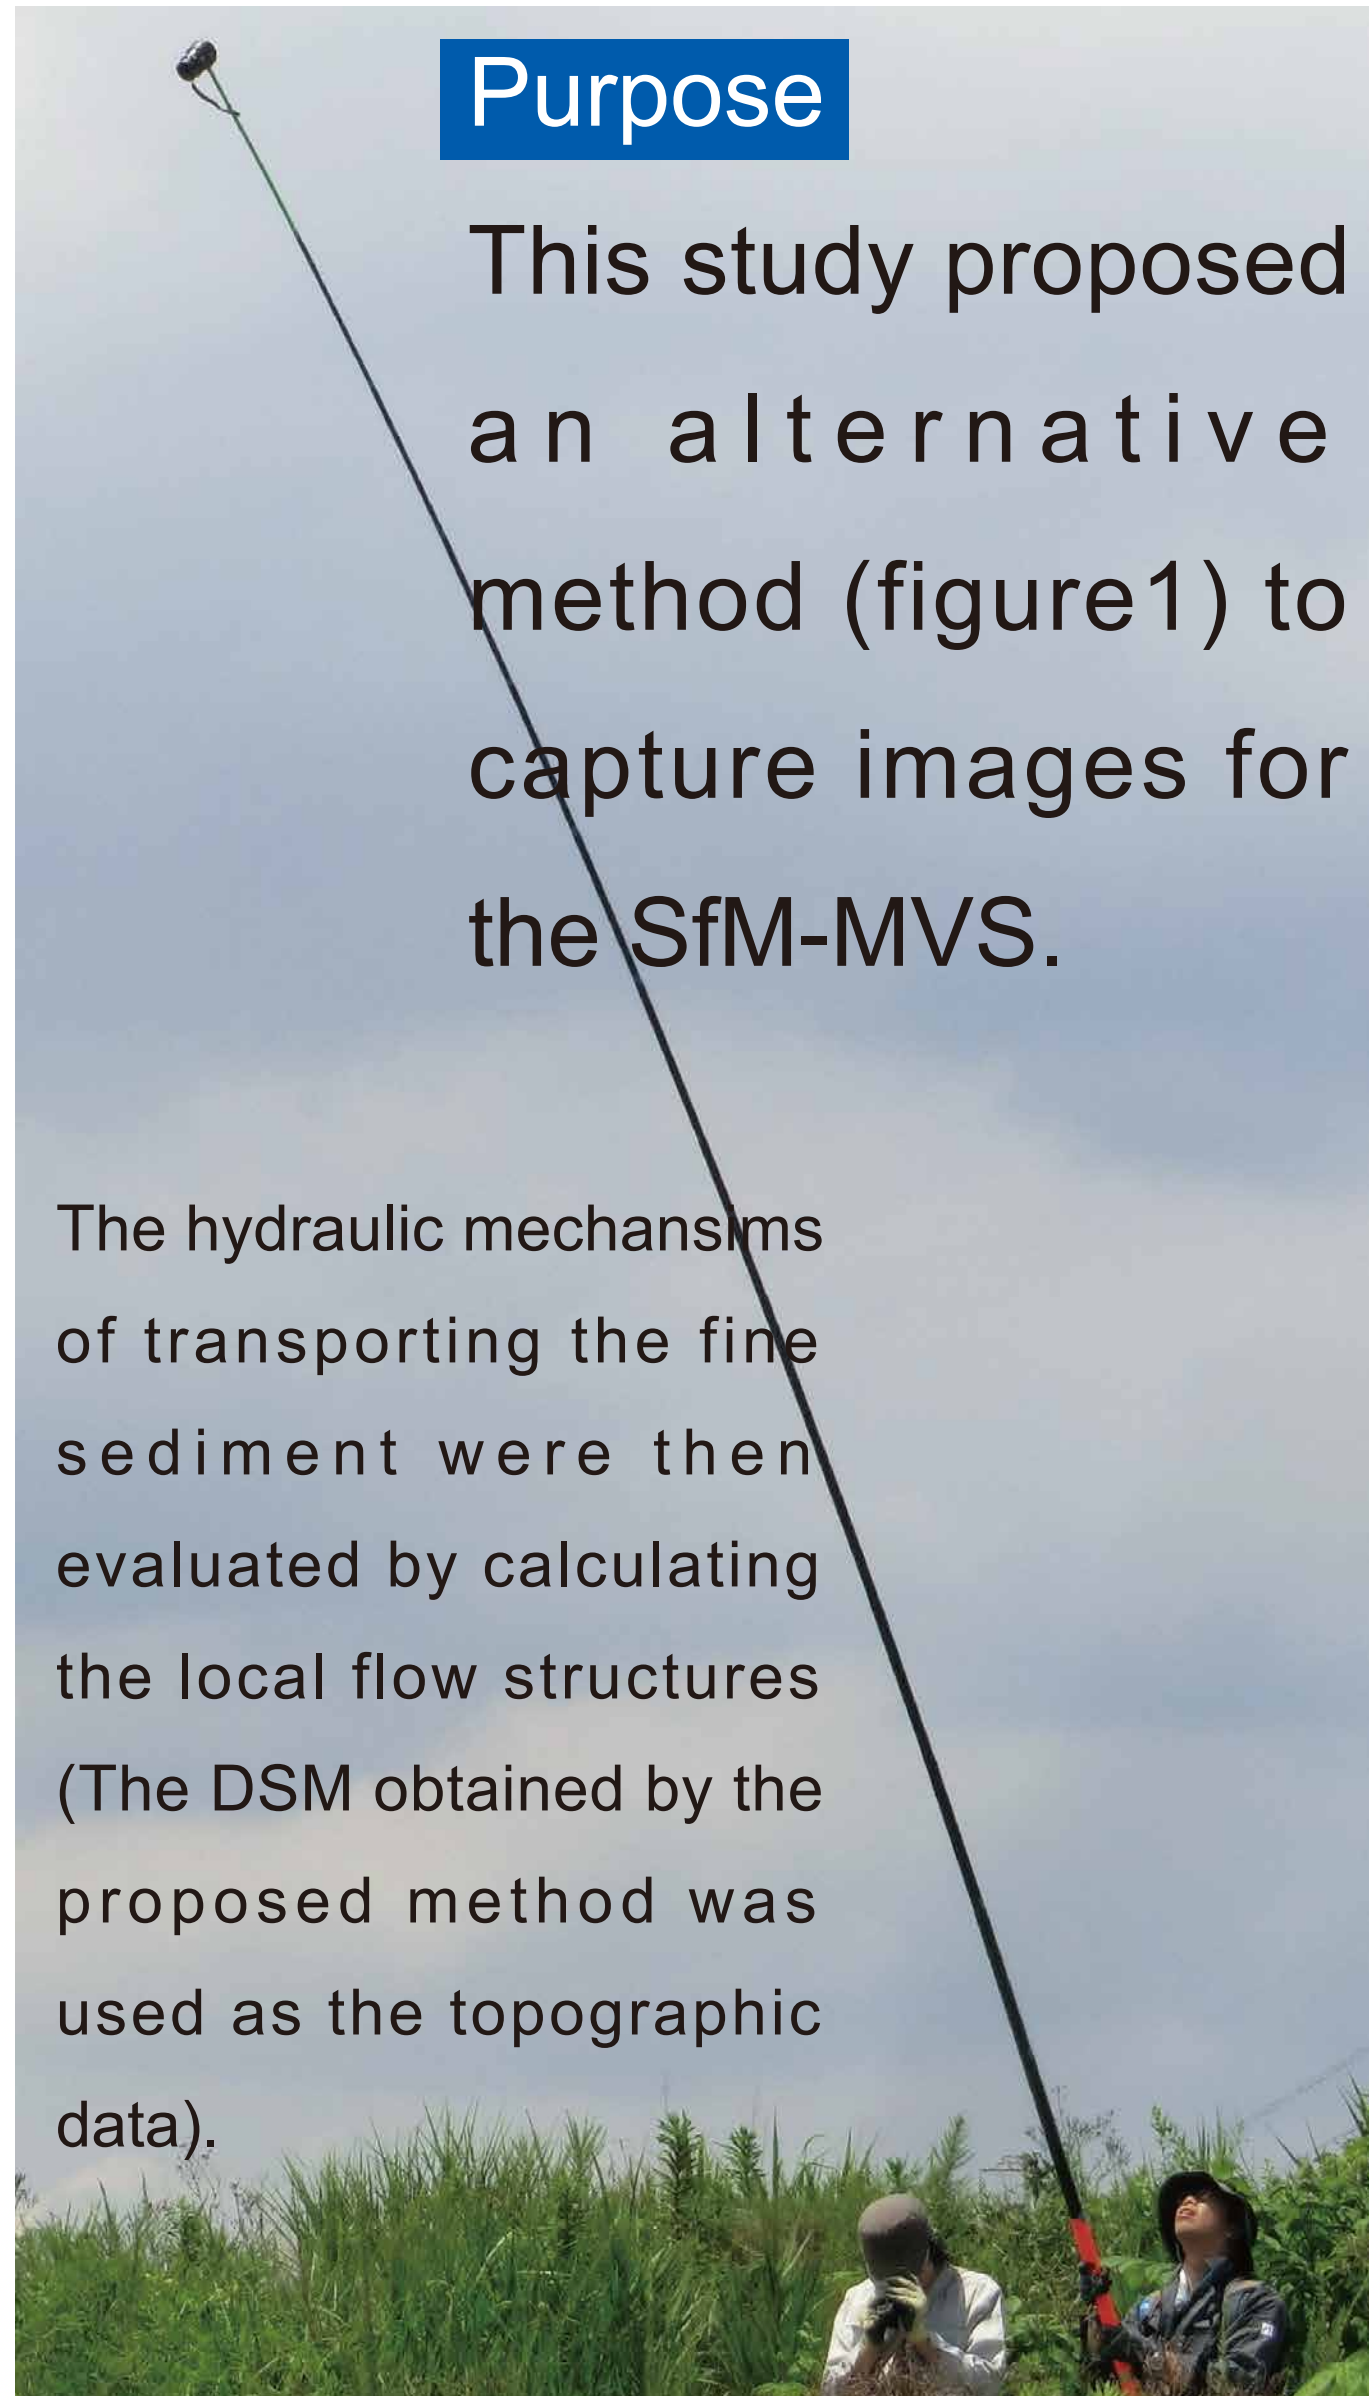 Purpose
This study proposed
an alternative
method (figure1) to
capture images for
the SfM-MVS.
The hydraulic mechansims
of transporting the fine
sediment were then
evaluated by calculating
the local flow structures
(The DSM obtained by the
proposed method was
used as the topographic
data).